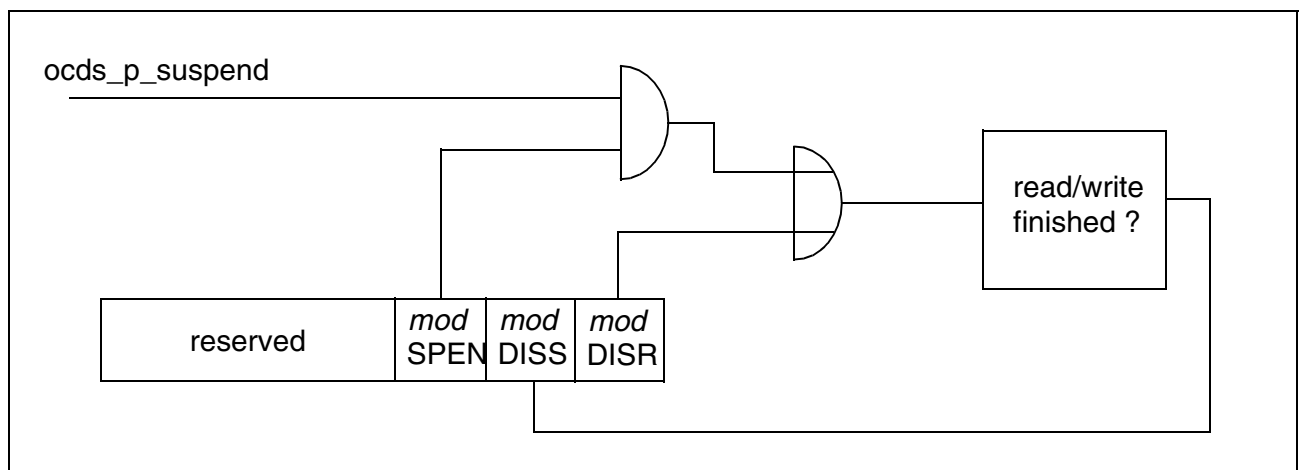 ocds_p_suspend
read/write
finished ?
reserved
mod
SPEN
mod
DISS
mod
DISR